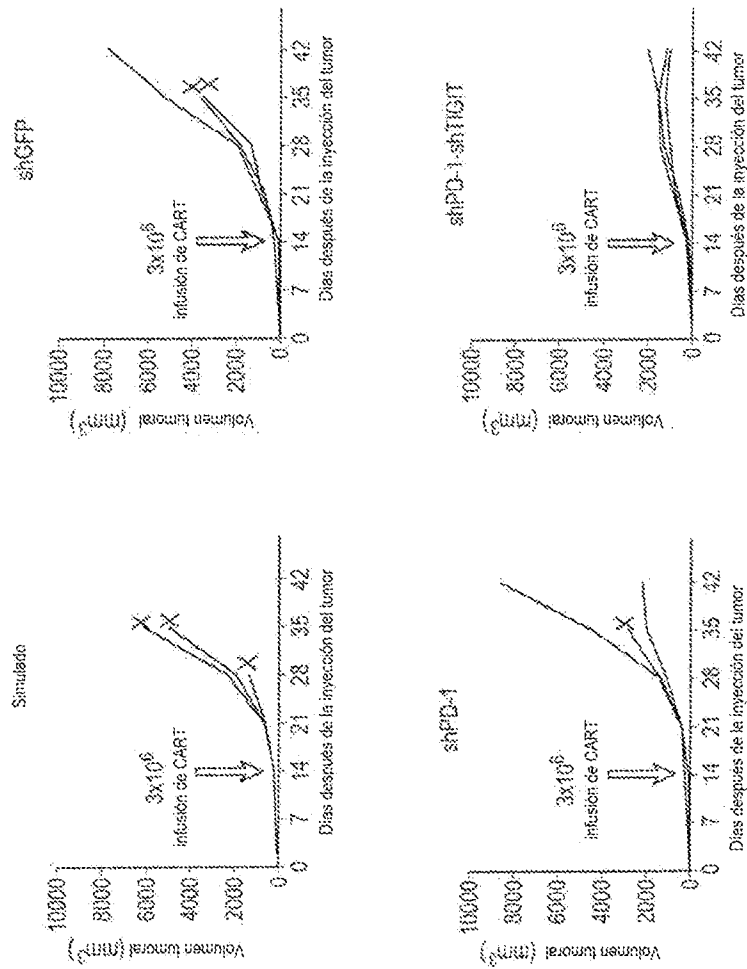 Simulado
Volumen tumoral
(mm³)
10000
8000
6000
4000
2000
0
3x10⁶
infusión de CART
0 7 14 21 28 35 42
Días después de la inyección del tumor
shGFP
Volumen tumoral
(mm³)
10000
8000
6000
4000
2000
0
3x10⁶
infusión de CART
0 7 14 21 28 35 42
Días después de la inyección del tumor
shPD-1
Volumen tumoral
(mm³)
10000
8000
6000
4000
2000
0
3x10⁶
infusión de CART
0 7 14 21 28 35 42
Días después de la inyección del tumor
shPD-1-shTIGIT
Volumen tumoral
(mm³)
10000
8000
6000
4000
2000
0
3x10⁶
infusión de CART
0 7 14 21 28 35 42
Días después de la inyección del tumor